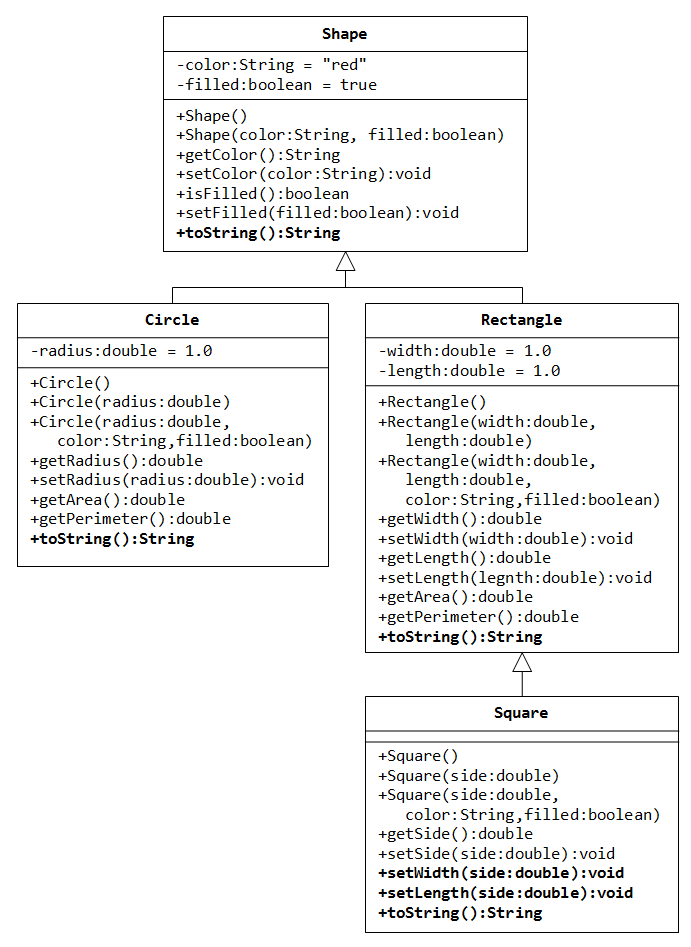 Shape
-color:String = "red"
-filled:boolean = true
+Shape()
+Shape(color:String, filled:boolean)
+getColor():String
+setColor(color:String):void
+isFilled():boolean
+setFilled(filled:boolean):void
+toString():String
Circle
-radius:double = 1.0
+Circle()
+Circle(radius:double)
+Circle(radius:double,
color:String,filled:boolean)
+getRadius():double
+setRadius(radius:double):void
+getArea():double
+getPerimeter():double
+toString():String
Rectangle
-width:double = 1.0
-length:double = 1.0
+Rectangle()
+Rectangle(width:double,
length:double)
+Rectangle(width:double,
length:double,
color:String,filled:boolean)
+getWidth():double
+setWidth(width:double):void
+getLength():double
+setLength(legnth:double):void
+getArea():double
+getPerimeter():double
+toString():String
Square
+Square()
+Square(side:double)
+Square(side:double,
color:String,filled:boolean)
+getSide():double
+setSide(side:double):void
+setWidth(side:double):void
+setLength(side:double):void
+toString():String